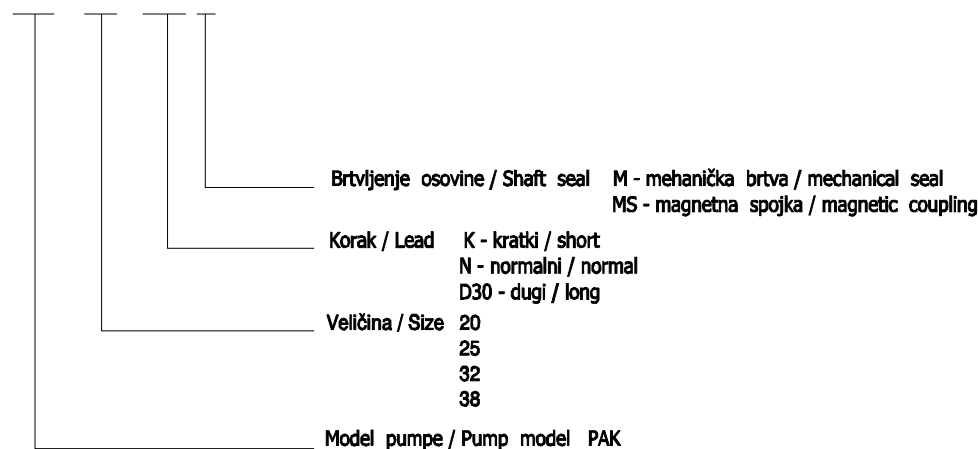 Brtvljenje osovine / Shaft seal M - mehanička brtva / mechanical seal
MS - magnetna spojka / magnetic coupling
Korak / Lead K - kratki / short
N - normalni / normal
D30 - dugi / long
Veličina / Size 20
25
32
38
Model pumpe / Pump model PAK